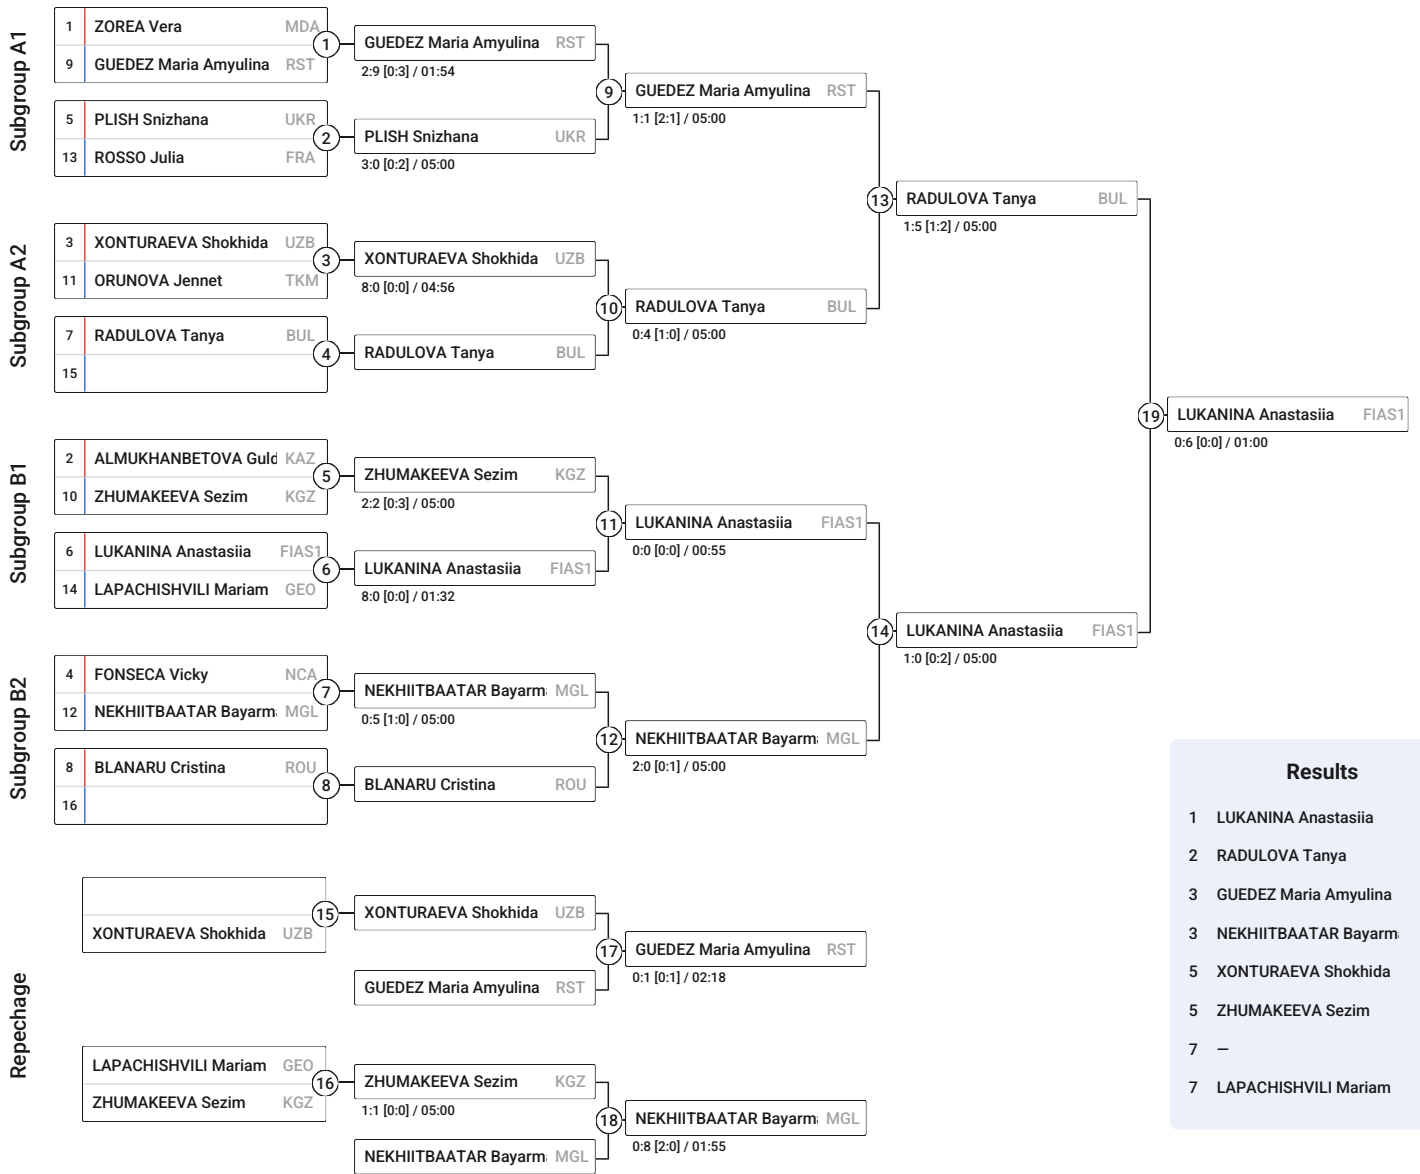 Subgroup A1
1 ZOREA Vera MDA
9 GUEDEZ Maria Amyulina RST
1
GUEDEZ Maria Amyulina RST
2:9 [0:3] / 01:54
5 PLISH Snizhana UKR
13 ROSSO Julia FRA
2
PLISH Snizhana UKR
3:0 [0:2] / 05:00
9
GUEDEZ Maria Amyulina RST
1:1 [2:1] / 05:00
Subgroup A2
3 XONTURAEVA Shokhida UZB
11 ORUNOVA Jennet TKM
3
XONTURAEVA Shokhida UZB
8:0 [0:0] / 04:56
7 RADULOVA Tanya BUL
15
4
RADULOVA Tanya BUL
10
RADULOVA Tanya BUL
0:4 [1:0] / 05:00
13
RADULOVA Tanya BUL
1:5 [1:2] / 05:00
Subgroup B1
2 ALMUKHANBETOVA Guld KAZ
10 ZHUMAKEEVA Sezim KGZ
5
ZHUMAKEEVA Sezim KGZ
2:2 [0:3] / 05:00
6 LUKANINA Anastasiia FIAS1
14 LAPACHISHVILI Mariam GEO
6
LUKANINA Anastasiia FIAS1
8:0 [0:0] / 01:32
11
LUKANINA Anastasiia FIAS1
0:0 [0:0] / 00:55
Subgroup B2
4 FONSECA Vicky NCA
12 NEKHIITBAATAR Bayarma MGL
7
NEKHIITBAATAR Bayarma MGL
0:5 [1:0] / 05:00
8 BLANARU Cristina ROU
16
8
BLANARU Cristina ROU
12
NEKHIITBAATAR Bayarma MGL
2:0 [0:1] / 05:00
14
LUKANINA Anastasiia FIAS1
1:0 [0:2] / 05:00
19
LUKANINA Anastasiia FIAS1
0:6 [0:0] / 01:00
Repechage
XONTURAEVA Shokhida UZB
15
XONTURAEVA Shokhida UZB
GUEDEZ Maria Amyulina RST
17
GUEDEZ Maria Amyulina RST
0:1 [0:1] / 02:18
LAPACHISHVILI Mariam GEO
ZHUMAKEEVA Sezim KGZ
16
ZHUMAKEEVA Sezim KGZ
1:1 [0:0] / 05:00
NEKHIITBAATAR Bayarma MGL
18
NEKHIITBAATAR Bayarma MGL
0:8 [2:0] / 01:55
Results
1 LUKANINA Anastasiia
2 RADULOVA Tanya
3 GUEDEZ Maria Amyulina
3 NEKHIITBAATAR Bayarma
5 XONTURAEVA Shokhida
5 ZHUMAKEEVA Sezim
7 —
7 LAPACHISHVILI Mariam